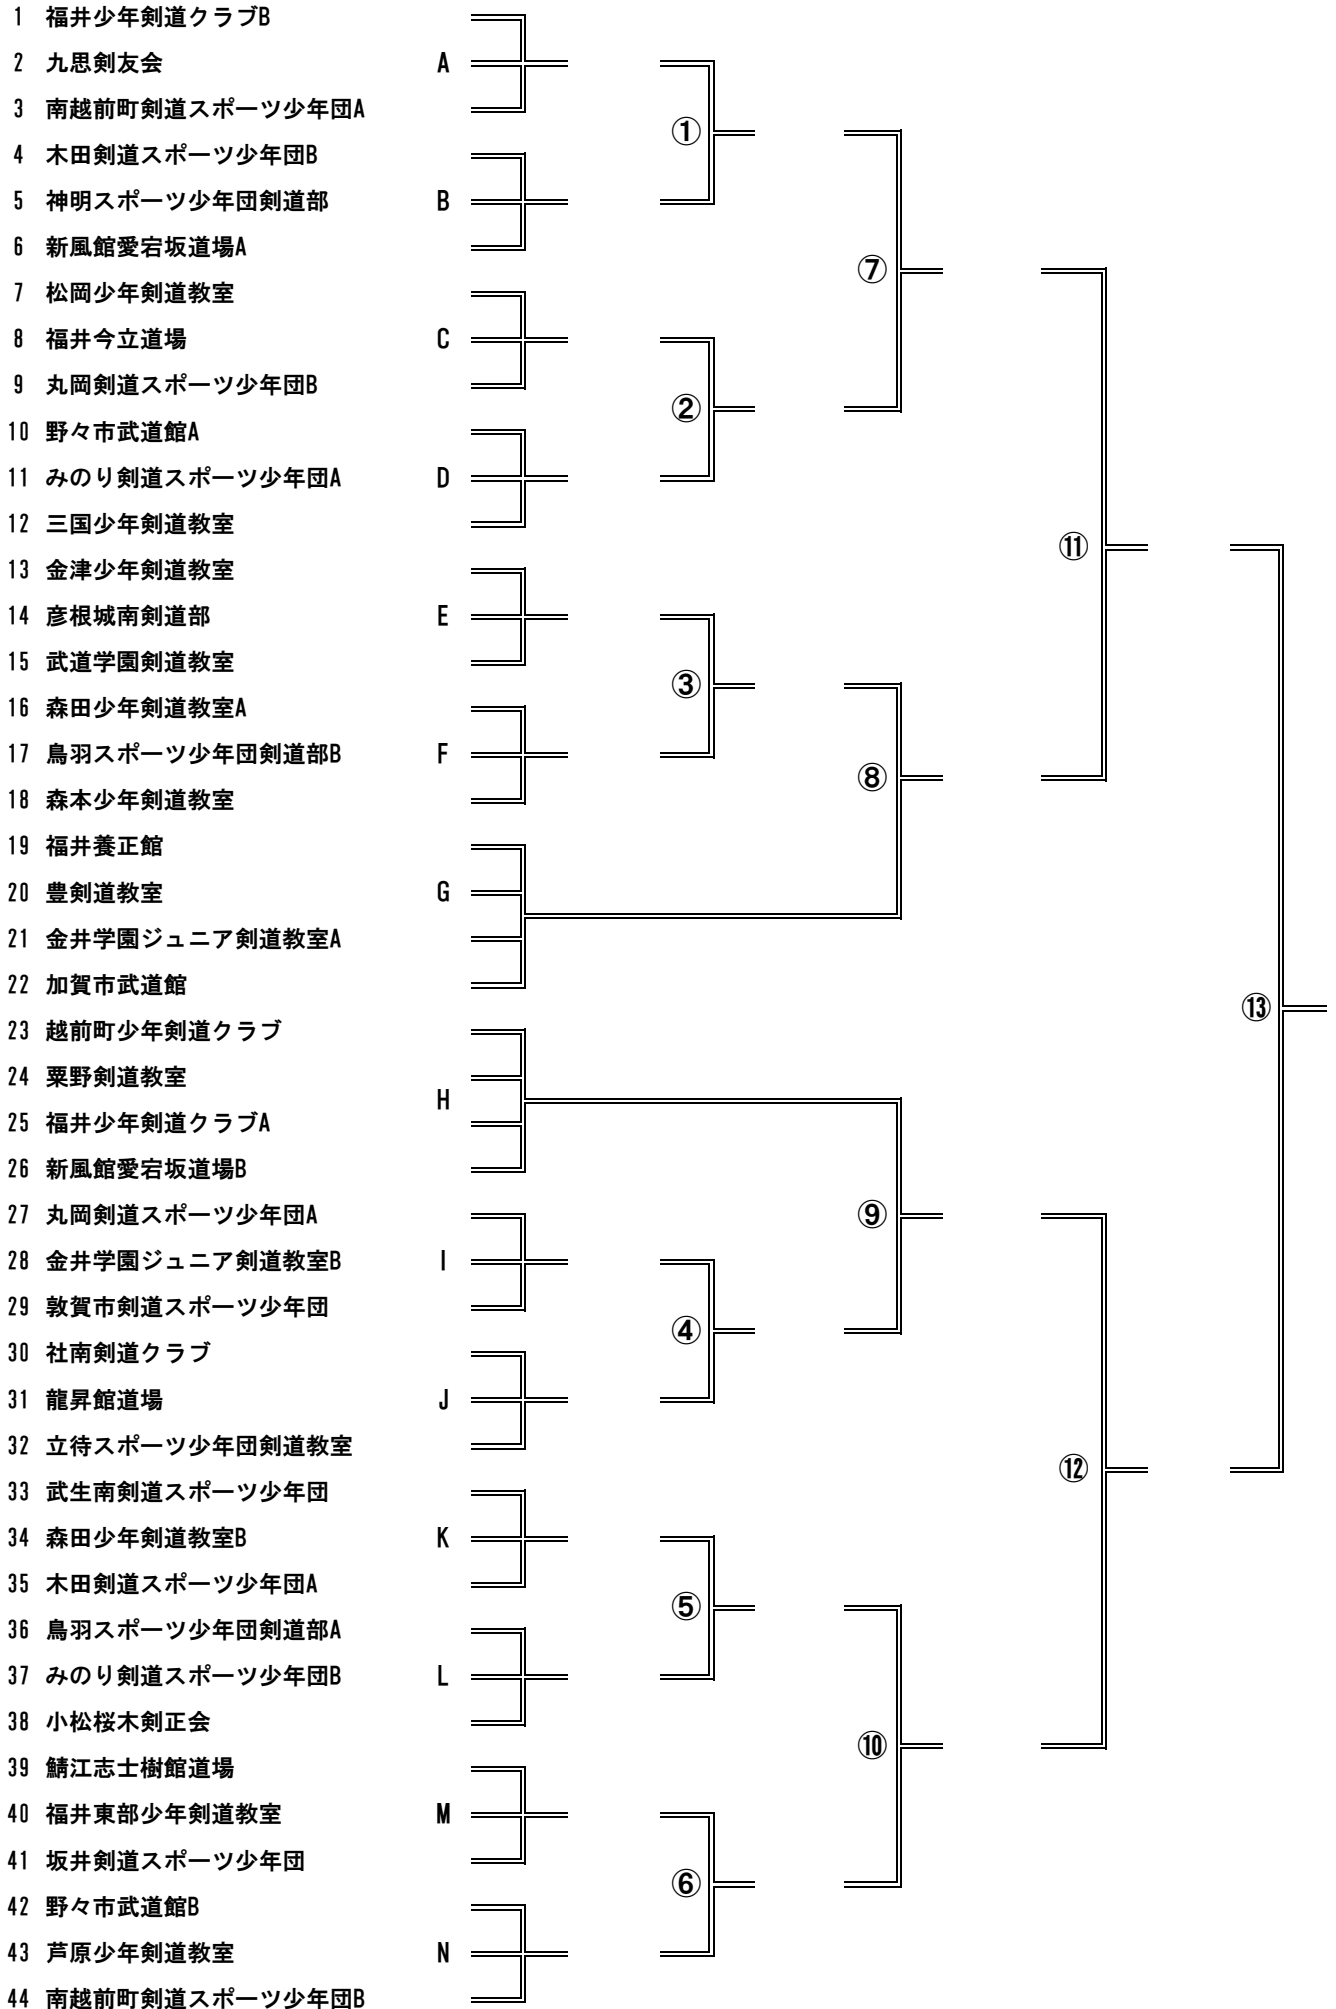 1 福井少年剣道クラブB
2 九思剣友会 A
3 南越前町剣道スポーツ少年団A
①
4 木田剣道スポーツ少年団B
5 神明スポーツ少年団剣道部 B
6 新風館愛宕坂道場A
⑦
7 松岡少年剣道教室
8 福井今立道場 C
9 丸岡剣道スポーツ少年団B
②
10 野々市武道館A
11 みのり剣道スポーツ少年団A D
12 三国少年剣道教室
⑪
13 金津少年剣道教室
14 彦根城南剣道部 E
15 武道学園剣道教室
③
16 森田少年剣道教室A
17 鳥羽スポーツ少年団剣道部B F
⑧
18 森本少年剣道教室
19 福井養正館
20 豊剣道教室 G
21 金井学園ジュニア剣道教室A
22 加賀市武道館
⑬
23 越前町少年剣道クラブ
24 粟野剣道教室
H
25 福井少年剣道クラブA
26 新風館愛宕坂道場B
27 丸岡剣道スポーツ少年団A ⑨
28 金井学園ジュニア剣道教室B I
29 敦賀市剣道スポーツ少年団
④
30 社南剣道クラブ
31 龍昇館道場 J
32 立待スポーツ少年団剣道教室
⑫
33 武生南剣道スポーツ少年団
34 森田少年剣道教室B K
35 木田剣道スポーツ少年団A
⑤
36 鳥羽スポーツ少年団剣道部A
37 みのり剣道スポーツ少年団B L
38 小松桜木剣正会
⑩
39 鯖江志士樹館道場
40 福井東部少年剣道教室 M
41 坂井剣道スポーツ少年団
⑥
42 野々市武道館B
43 芦原少年剣道教室 N
44 南越前町剣道スポーツ少年団B